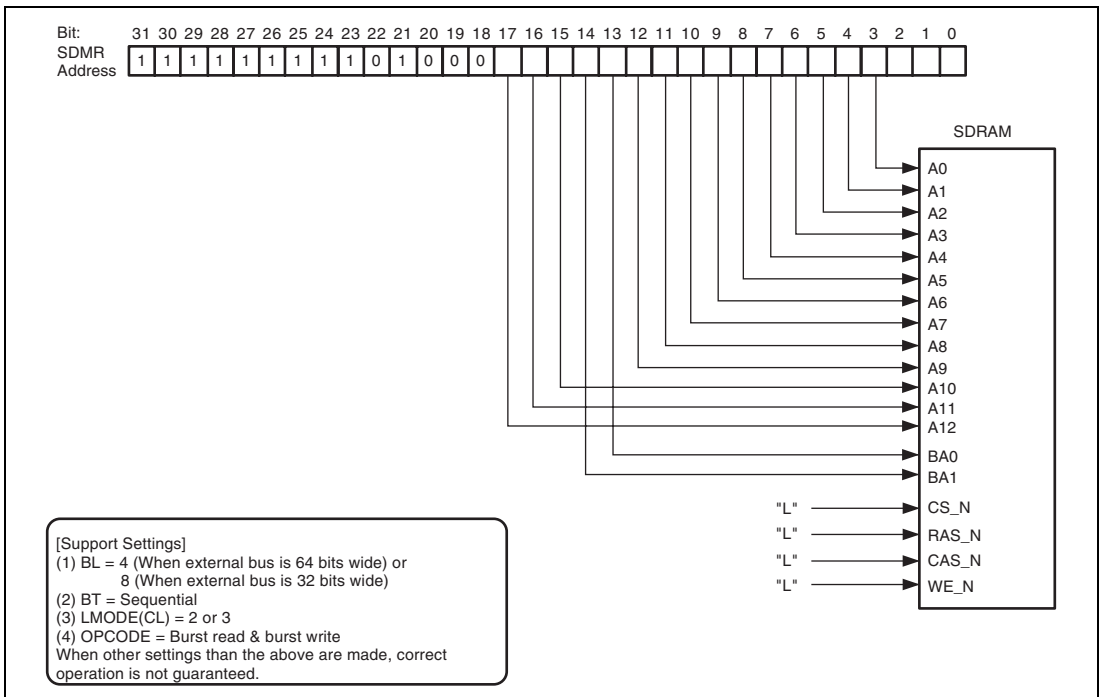 Bit: 31 30 29 28 27 26 25 24 23 22 21 20 19 18 17 16 15 14 13 12 11 10 9 8 7 6 5 4 3 2 1 0
SDMR Address 1 1 1 1 1 1 1 1 1 0 1 0 0 0
SDRAM
A0
A1
A2
A3
A4
A5
A6
A7
A8
A9
A10
A11
A12
BA0
BA1
"L" CS_N
"L" RAS_N
"L" CAS_N
"L" WE_N
[Support Settings]
(1) BL = 4 (When external bus is 64 bits wide) or
8 (When external bus is 32 bits wide)
(2) BT = Sequential
(3) LMODE(CL) = 2 or 3
(4) OPCODE = Burst read & burst write
When other settings than the above are made, correct
operation is not guaranteed.